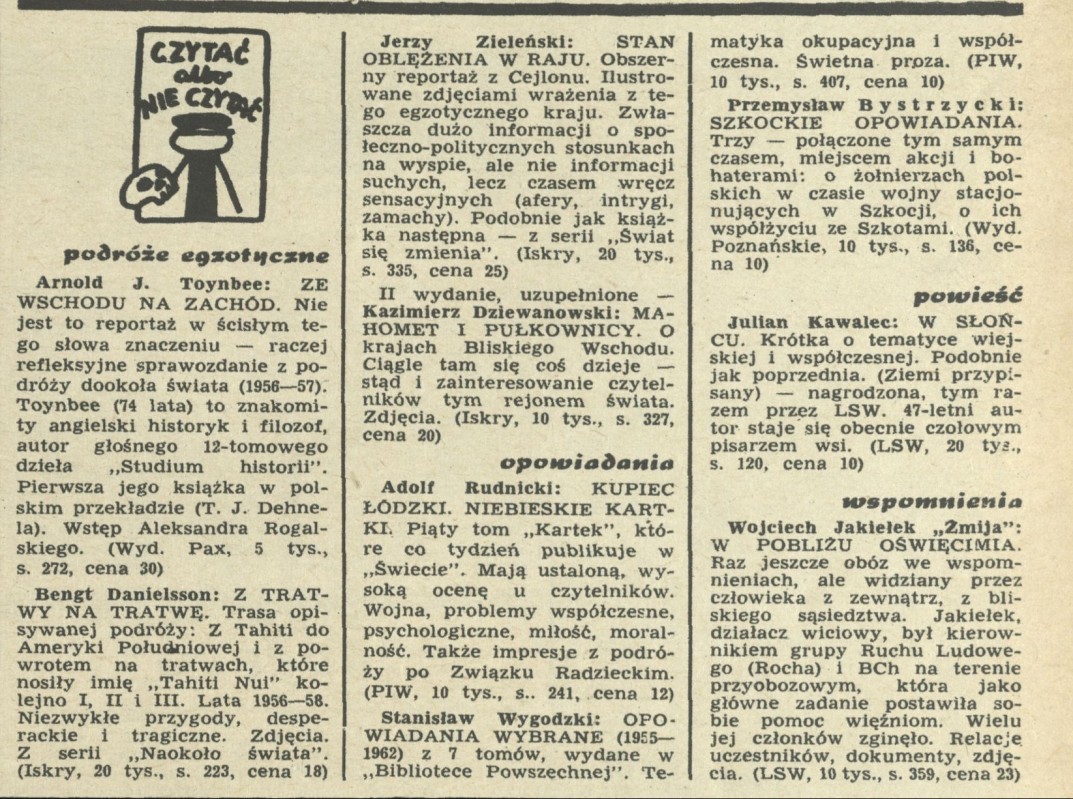 CZYTAĆ
albo
NIE CZYTAĆ
podróże egzotyczne
Arnold J. Toynbee: ZE
WSCHODU NA ZACHÓD. Nie
jest to reportaż w ścisłym te-
go słowa znaczeniu — raczej
refleksyjne sprawozdanie z po-
dróży dookoła świata (1956—57).
Toynbee (74 lata) to znakomi-
ty angielski historyk i filozof,
autor głośnego 12-tomowego
dzieła „Studium historii".
Pierwsza jego książka w pol-
skim przekładzie (T. J. Dehne-
la). Wstęp Aleksandra Rogal-
skiego. (Wyd. Pax, 5 tys.,
s. 272, cena 30)
Bengt Danielsson: Z TRAT-
WY NA TRATWĘ. Trasa opi-
sywanej podróży: Z Tahiti do
Ameryki Południowej i z po-
wrotem na tratwach, które
nosiły imię „Tahiti Nui" ko-
lejno I, II i III. Lata 1956—58.
Niezwykłe przygody, despe-
rackie i tragiczne. Zdjęcia.
Z serii „Naokoło świata".
(Iskry, 20 tys., s. 223, cena 18)
Jerzy Zieleński: STAN
OBLĘŻENIA W RAJU. Obszer-
ny reportaż z Cejlonu. Ilustro-
wane zdjęciami wrażenia z te-
go egzotycznego kraju. Zwła-
szcza dużo informacji o spo-
łeczno-politycznych stosunkach
na wyspie, ale nie informacji
suchych, lecz czasem wręcz
sensacyjnych (afery, intrygi,
zamachy). Podobnie jak książ-
ka następna — z serii „Świat
się zmienia". (Iskry, 20 tys.,
s. 335, cena 25)
II wydanie, uzupełnione —
Kazimierz Dziewanowski: MA-
HOMET I PUŁKOWNICY. O
krajach Bliskiego Wschodu.
Ciągle tam się coś dzieje —
stąd i zainteresowanie czytel-
ników tym rejonem świata.
Zdjęcia. (Iskry, 10 tys., s. 327,
cena 20)
opowiadania
Adolf Rudnicki: KUPIEC
ŁÓDZKI. NIEBIESKIE KART-
KI. Piąty tom „Kartek", któ-
re co tydzień publikuje w
„Świecie". Mają ustaloną, wy-
soką ocenę u czytelników.
Wojna, problemy współczesne,
psychologiczne, miłość, moral-
ność. Także impresje z podró-
ży po Związku Radzieckim.
(PIW, 10 tys., s.. 241, cena 12)
Stanisław Wygodzki: OPO-
WIADANIA WYBRANE (1955—
1962) z 7 tomów, wydane w
„Bibliotece Powszechnej". Te-
matyka okupacyjna i współ-
czesna. Świetna proza. (PIW,
10 tys., s. 407, cena 10)
Przemysław Bystrzycki:
SZKOCKIE OPOWIADANIA.
Trzy — połączone tym samym
czasem, miejscem akcji i bo-
haterami: o żołnierzach pol-
skich w czasie wojny stacjo-
nujących w Szkocji, o ich
współżyciu ze Szkotami. (Wyd.
Poznańskie, 10 tys., s. 136, ce-
na 10)
powieść
Julian Kawalec: W SŁOŃ-
CU. Krótka o tematyce wiej-
skiej i współczesnej. Podobnie
jak poprzednia. (Ziemi przypi-
sany) — nagrodzona, tym ra-
zem przez LSW. 47-letni au-
tor staje się obecnie czołowym
pisarzem wsi. (LSW, 20 tys.,
s. 120, cena 10)
wspomnienia
Wojciech Jakiełek „Żmija":
W POBLIŻU OŚWIĘCIMIA.
Raz jeszcze obóz we wspom-
nieniach, ale widziany przez
człowieka z zewnątrz, z bli-
skiego sąsiedztwa. Jakiełek,
działacz wiciowy, był kierow-
nikiem grupy Ruchu Ludowe-
go (Rocha) i BCh na terenie
przyobozowym, która jako
główne zadanie postawiła so-
bie pomoc więźniom. Wielu
jej członków zginęło. Relacje
uczestników, dokumenty, zdję-
cia. (LSW, 10 tys., s. 359, cena 23)